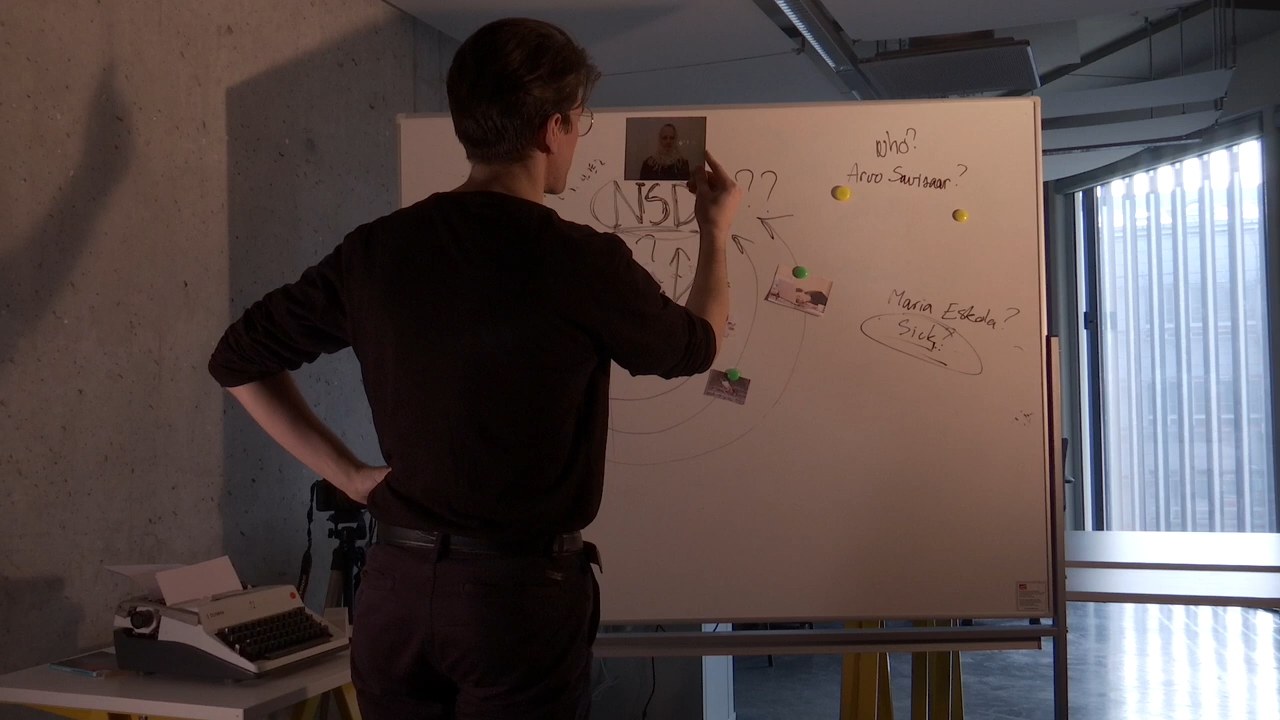 who?
Arvo Savisaar?
NSD ??
?
Maria Eskola?
Sick?